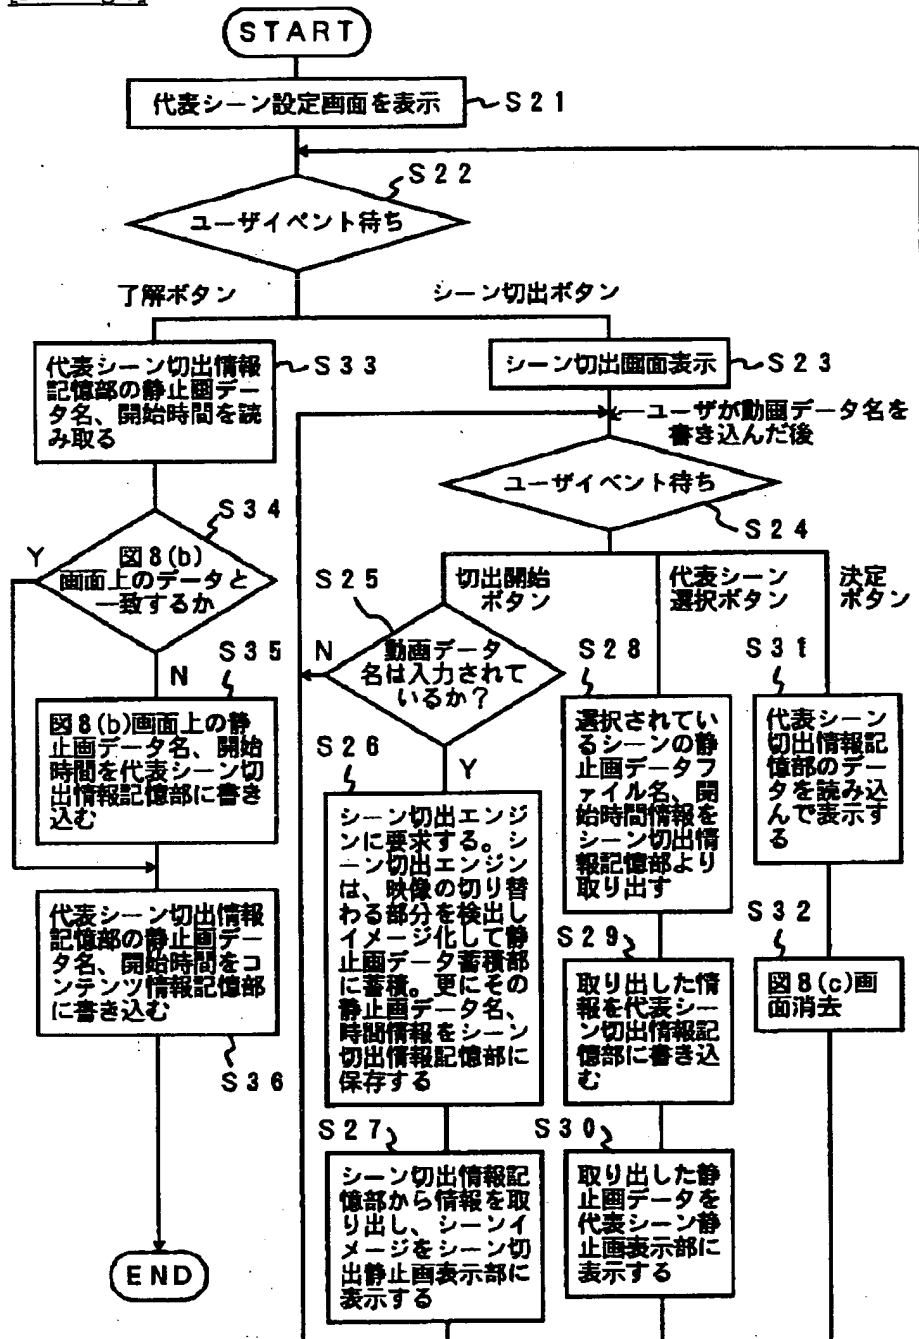 START
代表シーン設定画面を表示
S21
S22
ユーザイベント待ち
了解ボタン
シーン切出ボタン
代表シーン切出情報
記憶部の静止画デー
タ名、開始時間を読
み取る
S33
シーン切出画面表示
S23
ユーザが動画データ名を
書き込んだ後
ユーザイベント待ち
S24
S34
Y
図8(b)
画面上のデータと
一致するか
N
S35
図8(b)画面上の静
止画データ名、開始
時間を代表シーン切
出情報記憶部に書き
込む
代表シーン切出情報
記憶部の静止画デー
タ名、開始時間をコ
ンテンツ情報記憶部
に書き込む
S36
END
切出開始
ボタン
S25
N
動画データ
名は入力されて
いるか？
Y
S26
シーン切出エンジ
ンに要求する。シ
ーン切出エンジン
は、映像の切り替
わる部分を検出し
イメージ化して静
止画データ蓄積部
に蓄積。更にその
静止画データ名、
時間情報をシーン
切出情報記憶部に
保存する
S27
シーン切出情報記
憶部から情報を取
り出し、シーンイ
メージをシーン切
出静止画表示部に
表示する
代表シーン
選択ボタン
S28
選択されてい
るシーンの静
止画データフ
ァイル名、開
始時間情報を
シーン切出情
報記憶部より
取り出す
S29
取り出した情
報を代表シー
ン切出情報記
憶部に書き込
む
S30
取り出した静
止画データを
代表シーン静
止画表示部に
表示する
決定
ボタン
S31
代表シーン
切出情報記
憶部のデー
タを読み込
んで表示す
る
S32
図8(c)画
面消去